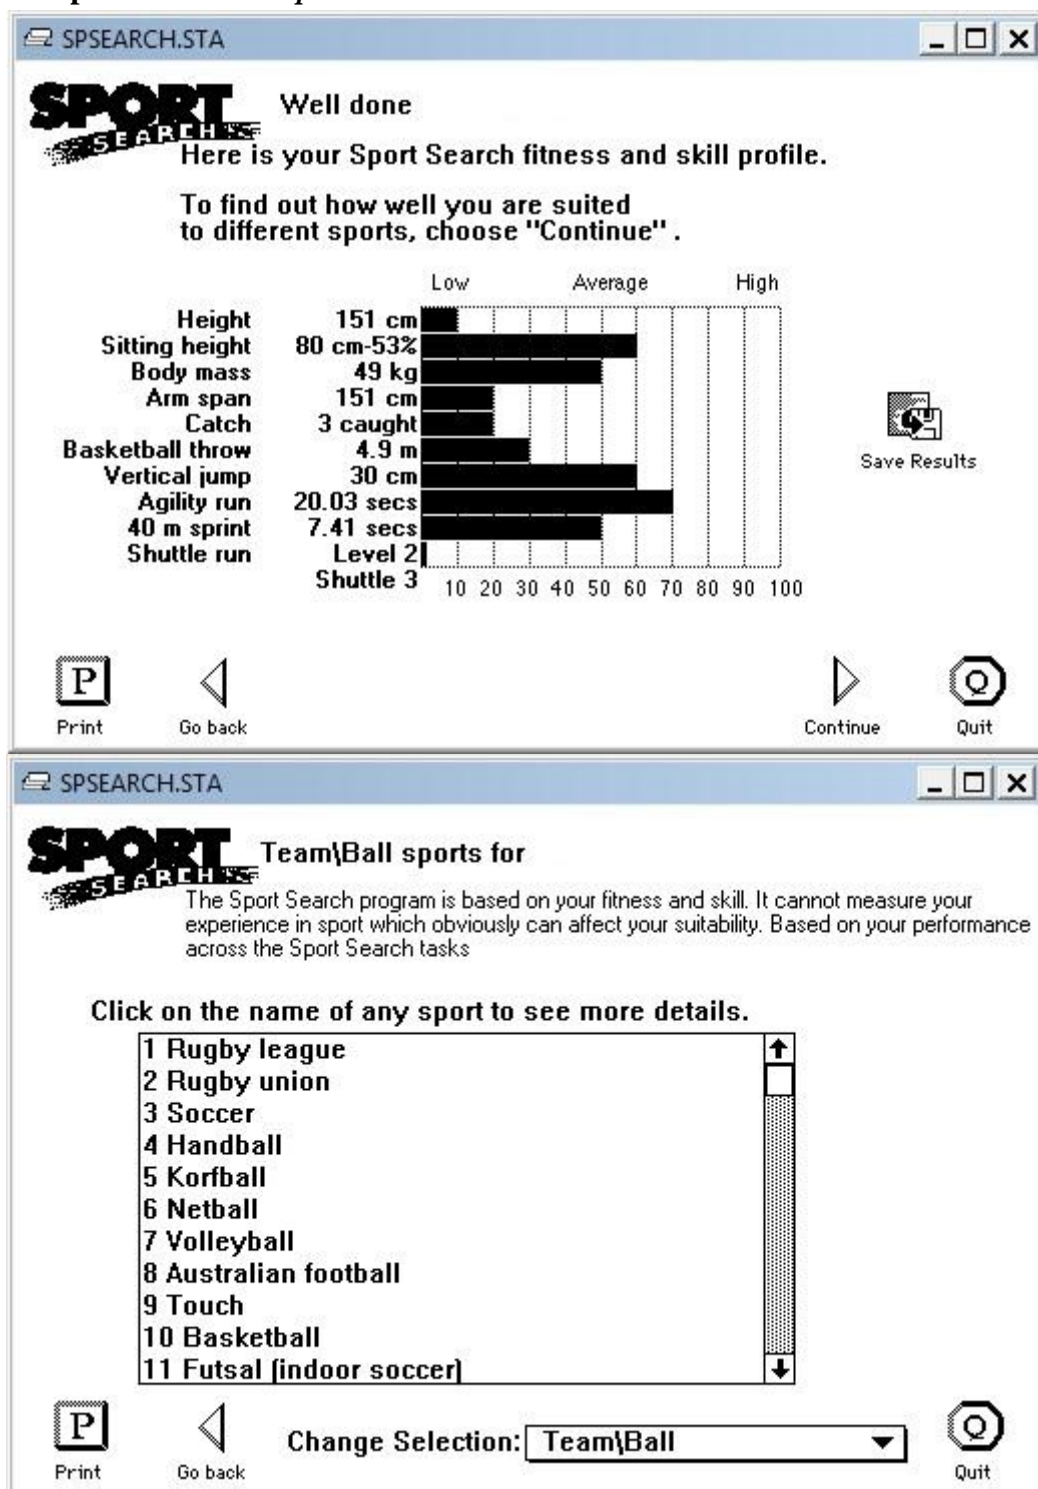 SPSEARCH.STA
SPORT
SEARCH
Well done
Here is your Sport Search fitness and skill profile.
To find out how well you are suited
to different sports, choose "Continue" .
Low Average High
Height 151 cm
Sitting height 80 cm-53%
Body mass 49 kg
Arm span 151 cm
Catch 3 caught
Basketball throw 4.9 m
Vertical jump 30 cm
Agility run 20.03 secs
40 m sprint 7.41 secs
Shuttle run Level 2
Shuttle 3
10 20 30 40 50 60 70 80 90 100
Save Results
P
Print
Go back
Continue
Q
Quit
SPSEARCH.STA
SPORT
SEARCH
Team\Ball sports for
The Sport Search program is based on your fitness and skill. It cannot measure your
experience in sport which obviously can affect your suitability. Based on your performance
across the Sport Search tasks
Click on the name of any sport to see more details.
1 Rugby league
2 Rugby union
3 Soccer
4 Handball
5 Korfball
6 Netball
7 Volleyball
8 Australian football
9 Touch
10 Basketball
11 Futsal (indoor soccer)
P
Print
Go back
Change Selection: Team\Ball
Q
Quit